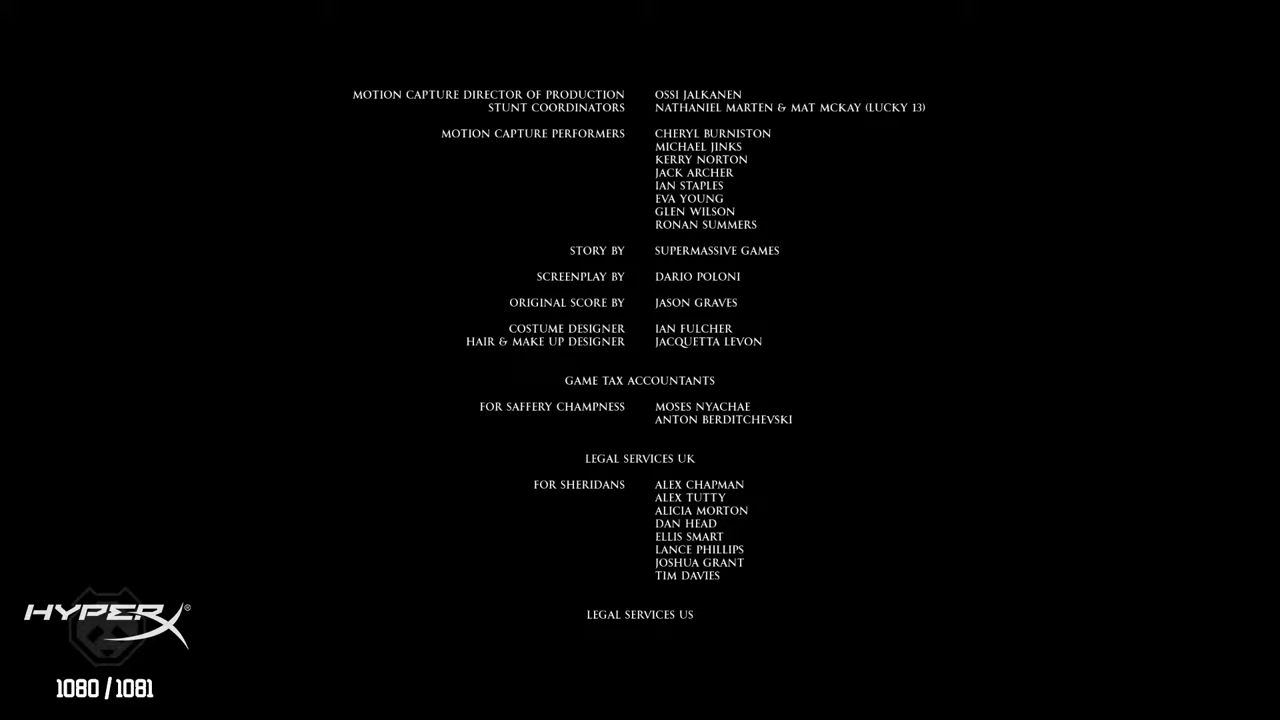 MOTION CAPTURE DIRECTOR OF PRODUCTION OSSI JALKANEN
STUNT COORDINATORS NATHANIEL MARTEN & MAT MCKAY (LUCKY 13)
MOTION CAPTURE PERFORMERS CHERYL BURNISTON
MICHAEL JINKS
KERRY NORTON
JACK ARCHER
IAN STAPLES
EVA YOUNG
GLEN WILSON
RONAN SUMMERS
STORY BY SUPERMASSIVE GAMES
SCREENPLAY BY DARIO POLONI
ORIGINAL SCORE BY JASON GRAVES
COSTUME DESIGNER IAN FULCHER
HAIR & MAKE UP DESIGNER JACQUETTA LEVON
GAME TAX ACCOUNTANTS
FOR SAFFERY CHAMPNESS MOSES NYACHAE
ANTON BERDITCHEVSKI
LEGAL SERVICES UK
FOR SHERIDANS ALEX CHAPMAN
ALEX TUTTY
ALICIA MORTON
DAN HEAD
ELLIS SMART
LANCE PHILLIPS
JOSHUA GRANT
TIM DAVIES
LEGAL SERVICES US
HYPERX®
1080 / 1081